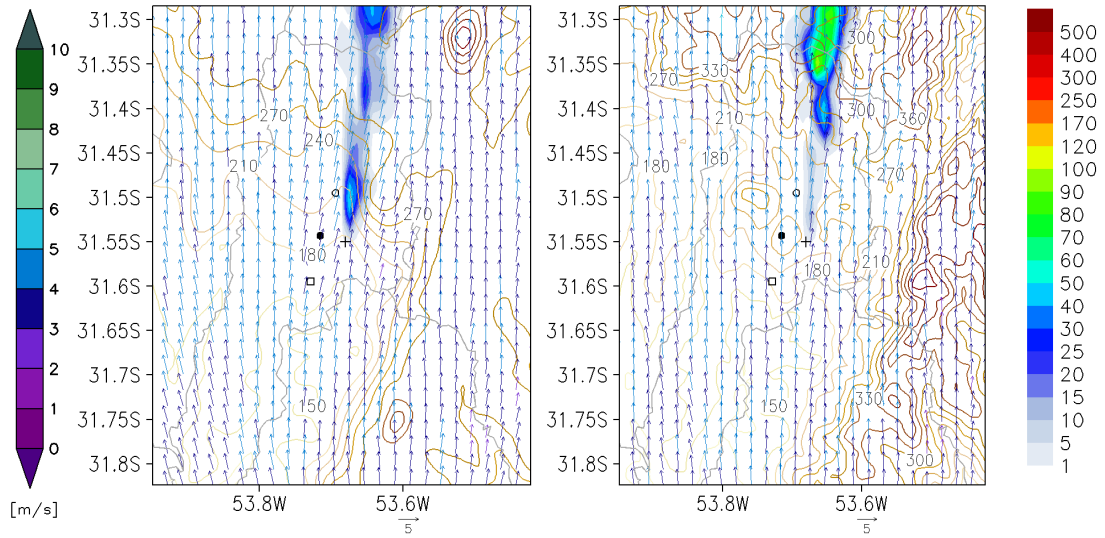 10
9
8
7
6
5
4
3
2
1
0
[m/s]
31.3S
31.35S
31.4S
31.45S
31.5S
31.55S
31.6S
31.65S
31.7S
31.75S
31.8S
270
240
210
270
180
150
53.8W
53.6W
5
31.3S
31.35S
31.4S
31.45S
31.5S
31.55S
31.6S
31.65S
31.7S
31.75S
31.8S
300
330
270
300
360
210
180
180
270
210
180
150
330
300
53.8W
53.6W
5
500
400
300
250
170
120
100
90
80
70
60
50
40
30
25
20
15
10
5
1